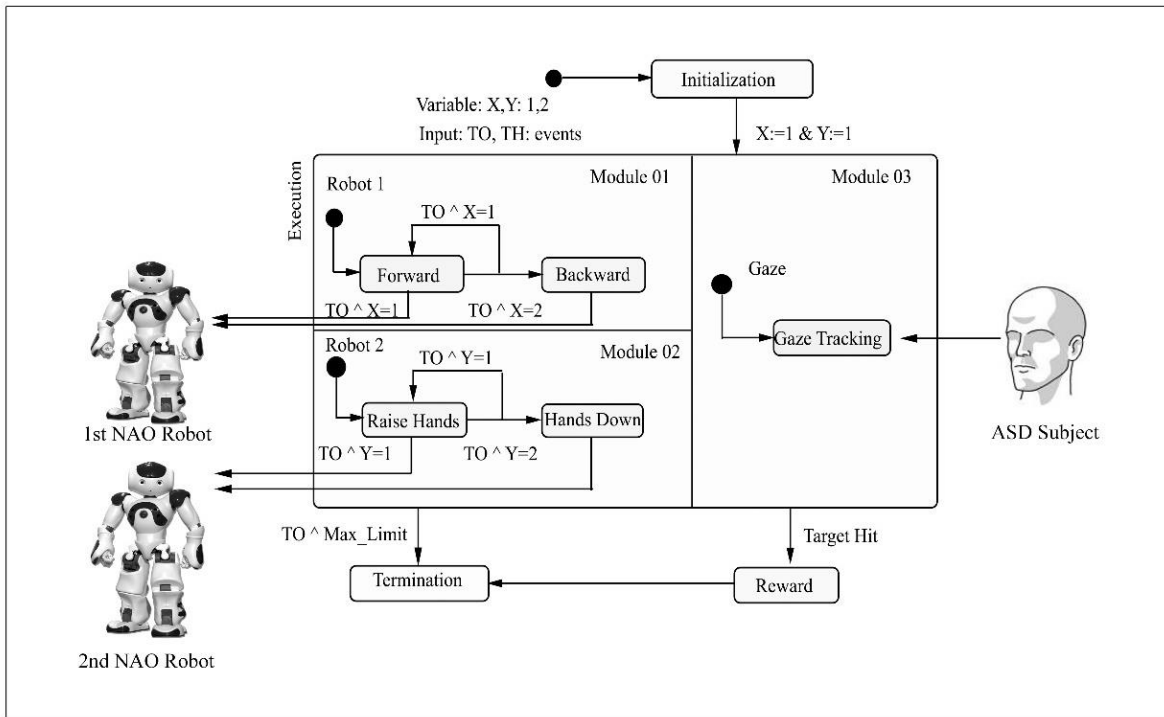 Initialization
Variable: X,Y: 1,2
Input: TO, TH: events
X:=1 & Y:=1
Execution
Robot 1
Module 01
Module 03
TO ^ X=1
Forward
Backward
TO ^ X=1
TO ^ X=2
Gaze
Gaze Tracking
Robot 2
Module 02
TO ^ Y=1
Raise Hands
Hands Down
TO ^ Y=1
TO ^ Y=2
1st NAO Robot
ASD Subject
TO ^ Max_Limit
Target Hit
Termination
Reward
2nd NAO Robot